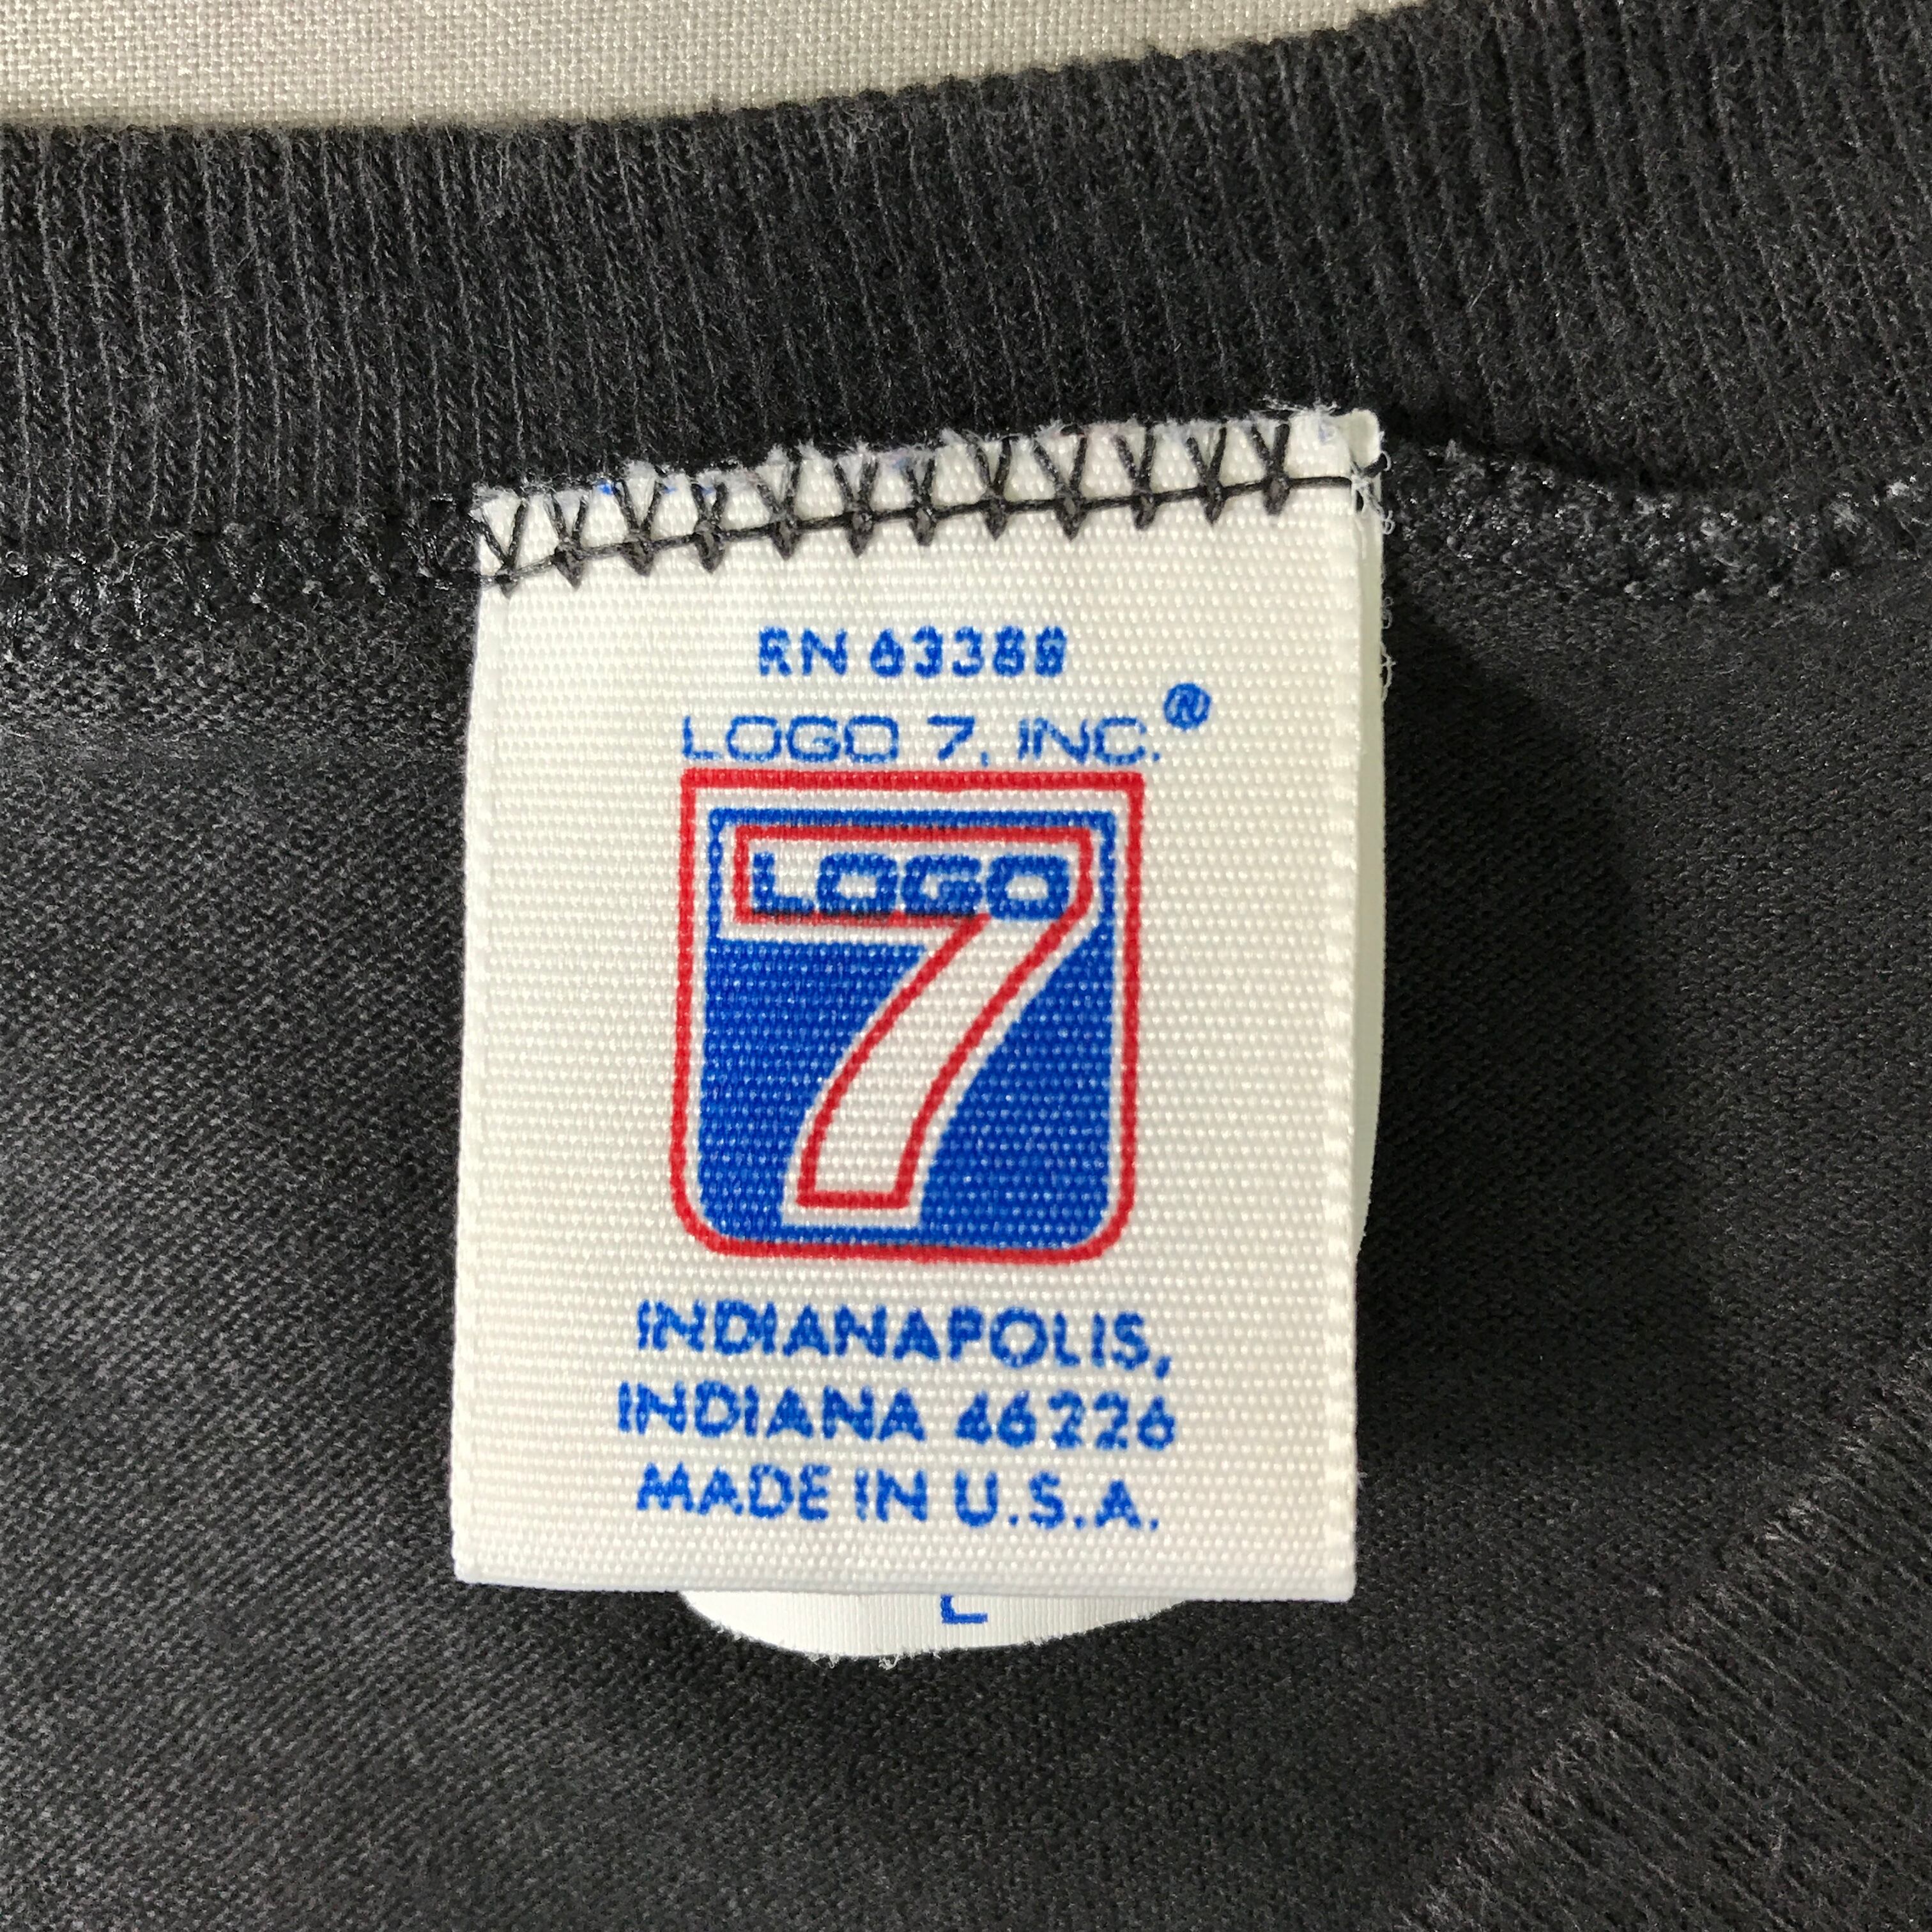 RN 63388
LOGO 7, INC.®
LOGO
7
INDIANAPOLIS,
INDIANA 46226
MADE IN U.S.A.
L